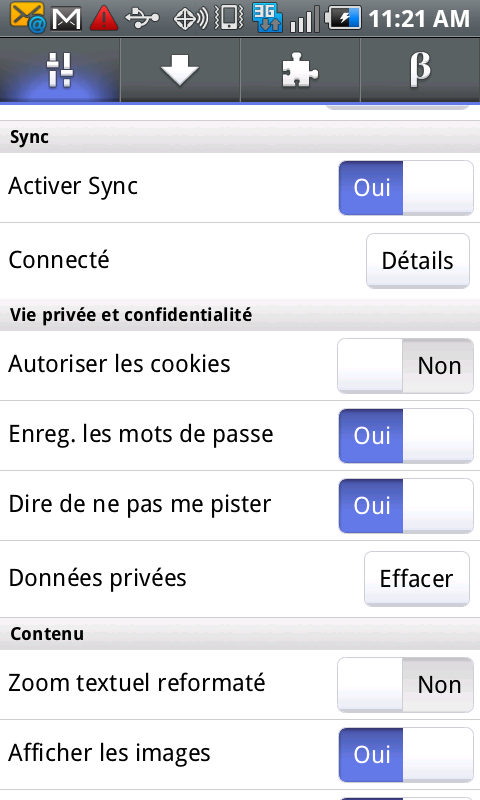 3G 11:21 AM
β
Sync
Activer Sync Oui
Connecté Détails
Vie privée et confidentialité
Autoriser les cookies Non
Enreg. les mots de passe Oui
Dire de ne pas me pister Oui
Données privées Effacer
Contenu
Zoom textuel reformaté Non
Afficher les images Oui